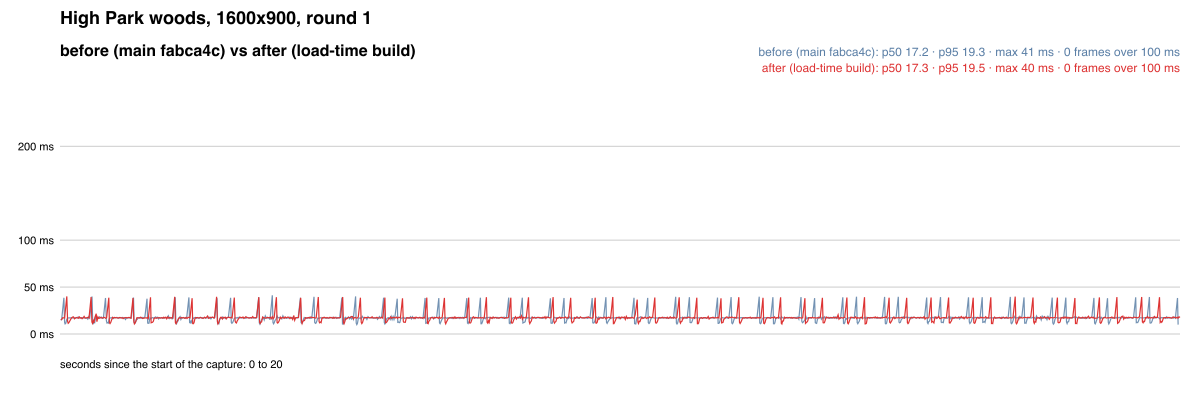 High Park woods, 1600x900, round 1
before (main fabca4c) vs after (load-time build)
before (main fabca4c): p50 17.2 · p95 19.3 · max 41 ms · 0 frames over 100 ms
after (load-time build): p50 17.3 · p95 19.5 · max 40 ms · 0 frames over 100 ms
200 ms
100 ms
50 ms
0 ms
seconds since the start of the capture: 0 to 20